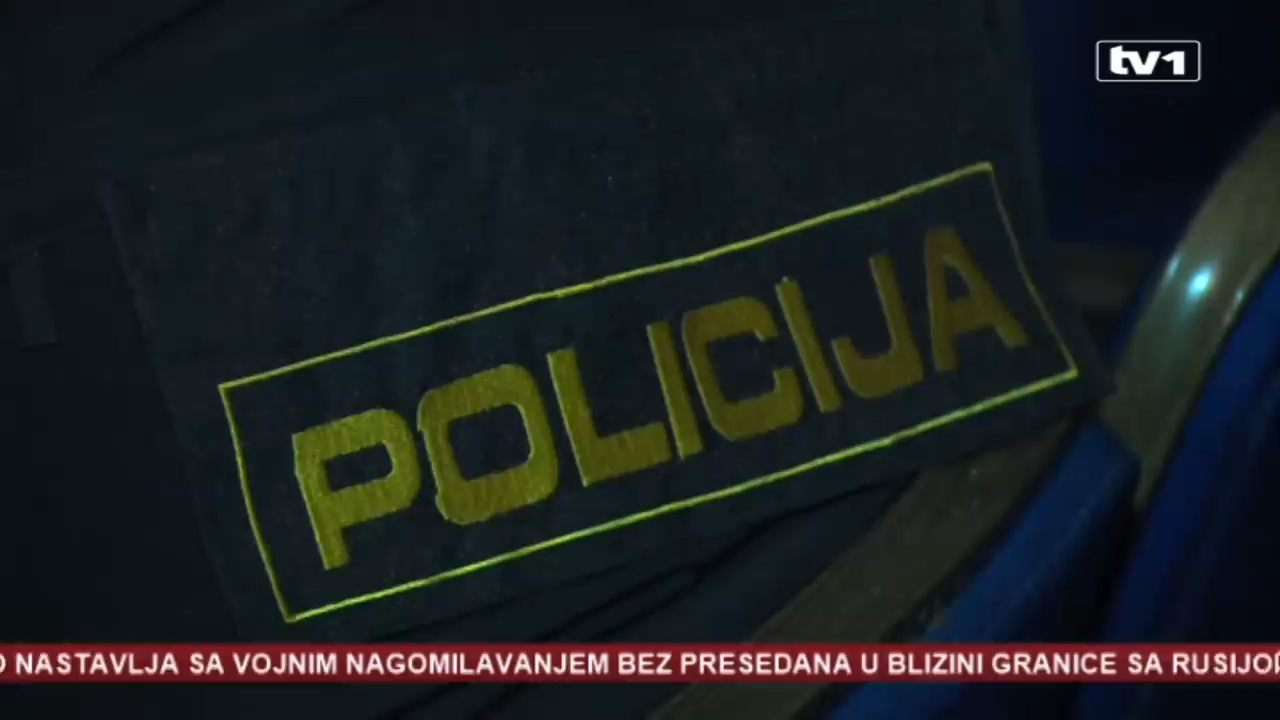 tv1
POLICIJA
NASTAVLJA SA VOJNIM NAGOMILAVANJEM BEZ PRESEDANA U BLIZINI GRANICE SA